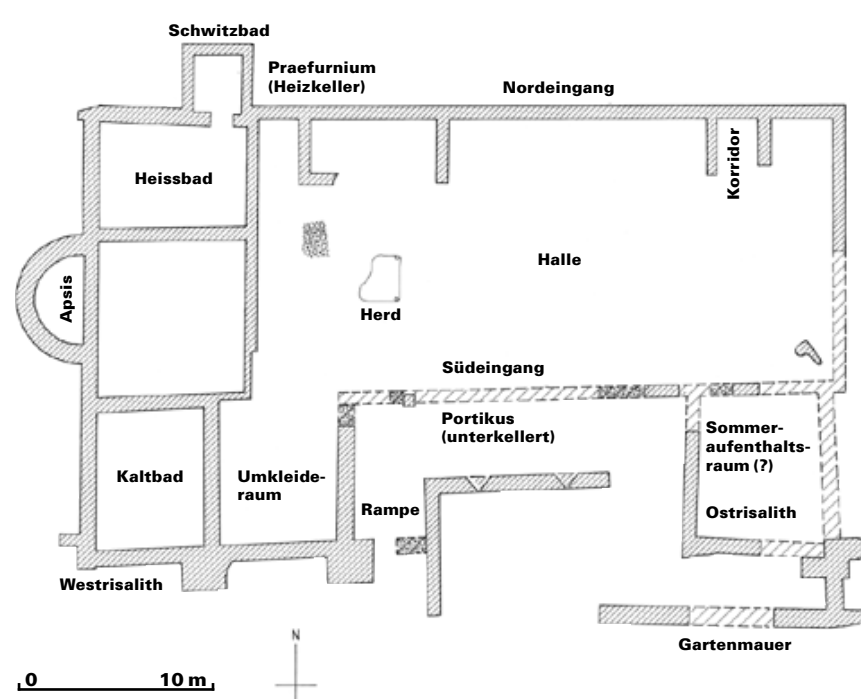 Schwitzbad
Praefurnium
(Heizkeller)
Nordeingang
Heissbad
Korridor
Halle
Apsis
Herd
Südeingang
Portikus
(unterkellert)
Sommer-
aufenthalts-
raum (?)
Kaltbad
Umkleide-
raum
Rampe
Ostrisalith
Westrisalith
Gartenmauer
N
0 10 m